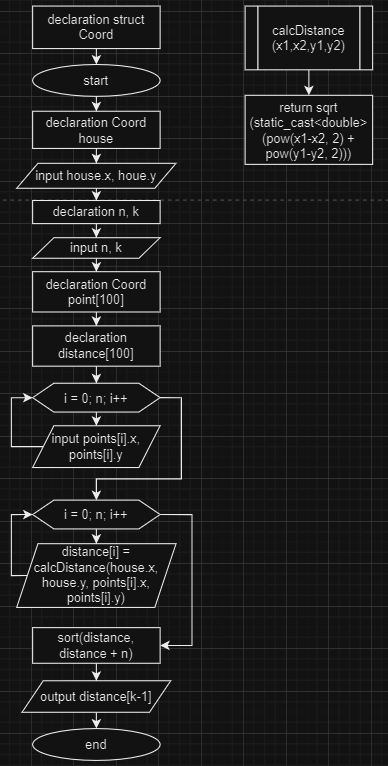 declaration struct
Coord
start
declaration Coord
house
input house.x, houe.y
declaration n, k
input n, k
declaration Coord
point[100]
declaration
distance[100]
i = 0; n; i++
input points[i].x,
points[i].y
i = 0; n; i++
distance[i] =
calcDistance(house.x,
house.y, points[i].x,
points[i].y)
sort(distance,
distance + n)
output distance[k-1]
end
calcDistance
(x1,x2,y1,y2)
return sqrt
(static_cast<double>
(pow(x1-x2, 2) +
pow(y1-y2, 2)))